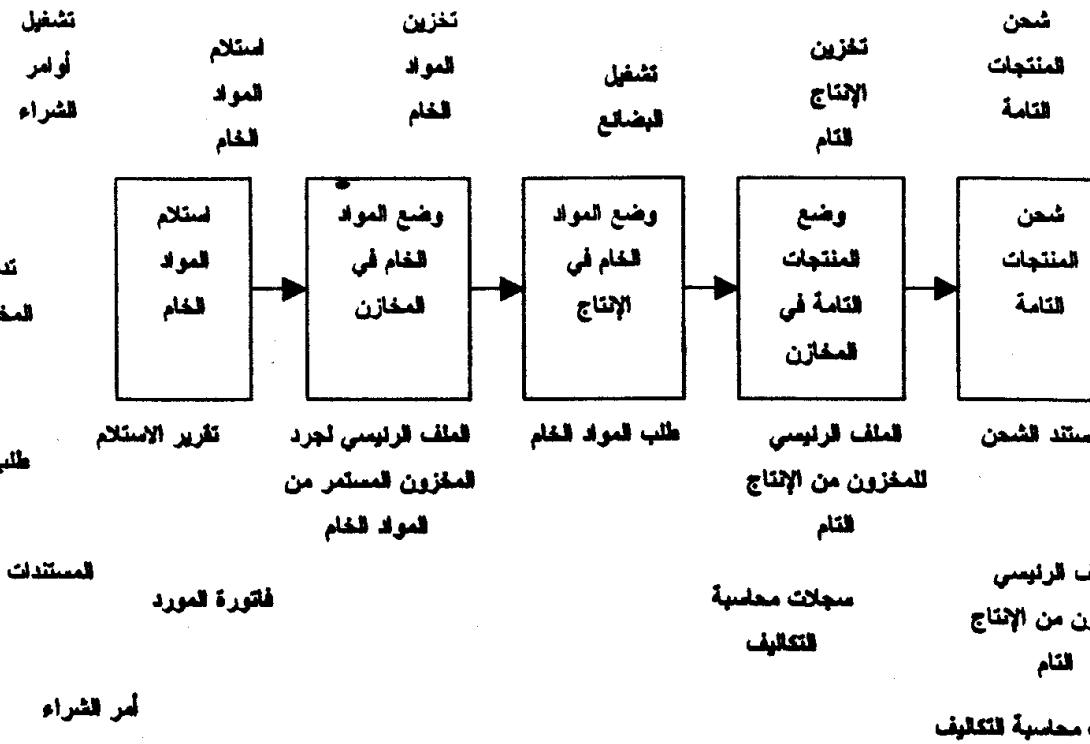 تشغيل
أوامر
الشراء
استلام
المواد
الخام
تخزين
المواد
الخام
تشغيل
البضائع
تخزين
الإنتاج
التام
شحن
المنتجات
التامة
استلام
المواد
الخام
وضع المواد
الخام في
المخازن
وضع المواد
الخام في
الإنتاج
وضع
المنتجات
التامة في
المخازن
شحن
المنتجات
التامة
تقرير الاستلام
الملف الرئيسي لجرد
المخزون المستمر من
المواد الخام
طلب المواد الخام
الملف الرئيسي
للمخزون من الإنتاج
التام
الشحن
المستندات
فاتورة المورد
سجلات محاسبة
التكاليف
الرئيسي
من الإنتاج
التام
أمر الشراء
محاسبة التكاليف